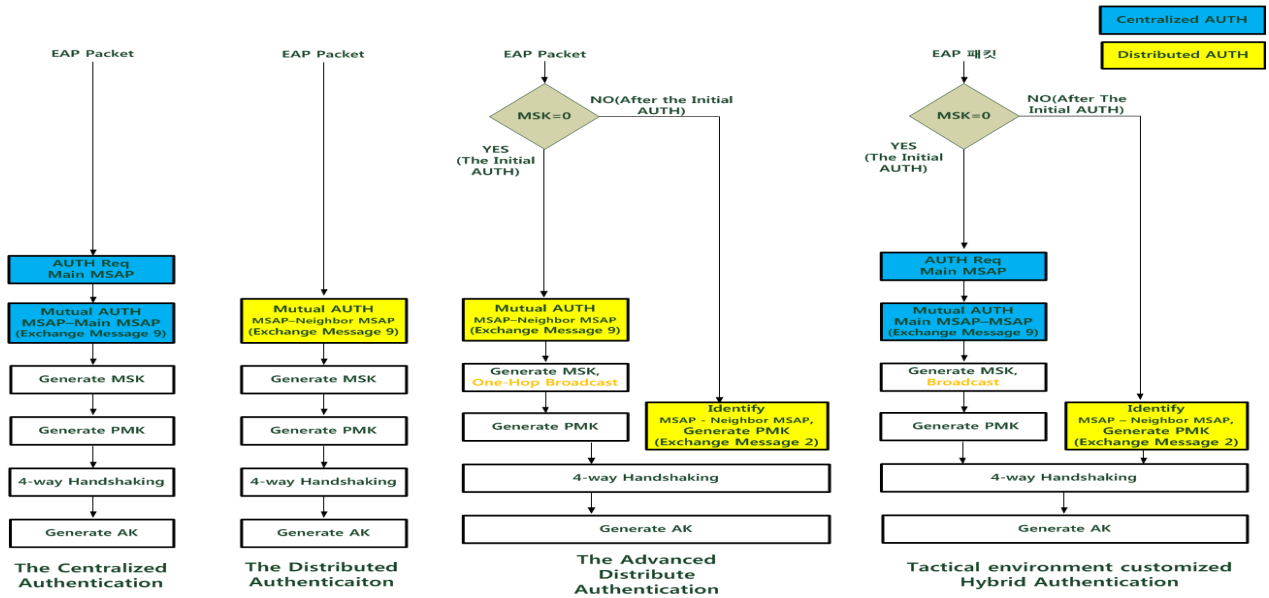 Centralized AUTH
Distributed AUTH
EAP Packet
AUTH Req
Main MSAP
Mutual AUTH
MSAP–Main MSAP
(Exchange Message 9)
Generate MSK
Generate PMK
4-way Handshaking
Generate AK
The Centralized
Authentication
EAP Packet
Mutual AUTH
MSAP–Neighbor MSAP
(Exchange Message 9)
Generate MSK
Generate PMK
4-way Handshaking
Generate AK
The Distributed
Authenticaiton
EAP Packet
MSK=0
NO(After the Initial
AUTH)
YES
(The Initial
AUTH)
Mutual AUTH
MSAP–Neighbor MSAP
(Exchange Message 9)
Generate MSK,
One-Hop Broadcast
Generate PMK
Identify
MSAP - Neighbor MSAP,
Generate PMK
(Exchange Message 2)
4-way Handshaking
Generate AK
The Advanced
Distribute
Authentication
EAP 패킷
MSK=0
NO(After The
Initial AUTH)
YES
(The Initial
AUTH)
AUTH Req
Main MSAP
Mutual AUTH
Main MSAP–MSAP
(Exchange Message 9)
Generate MSK,
Broadcast
Generate PMK
Identify
MSAP – Neighbor MSAP,
Generate PMK
(Exchange Message 2)
4-way Handshaking
Generate AK
Tactical environment customized
Hybrid Authentication